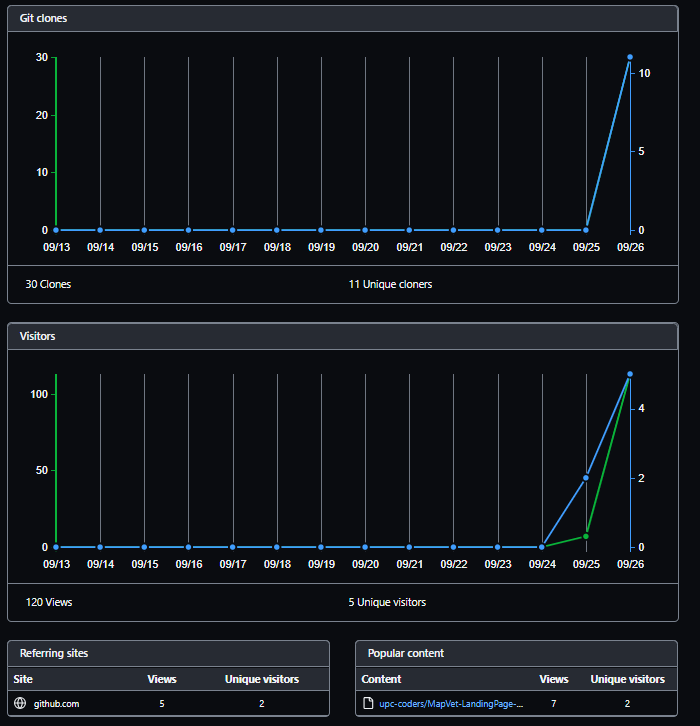 Git clones
30 20 10 0
10 5 0
09/13 09/14 09/15 09/16 09/17 09/18 09/19 09/20 09/21 09/22 09/23 09/24 09/25 09/26
30 Clones 11 Unique cloners
Visitors
100 50 0
4 2 0
09/13 09/14 09/15 09/16 09/17 09/18 09/19 09/20 09/21 09/22 09/23 09/24 09/25 09/26
120 Views 5 Unique visitors
Referring sites
Site Views Unique visitors
github.com 5 2
Popular content
Content Views Unique visitors
upc-coders/MapVet-LandingPage-... 7 2